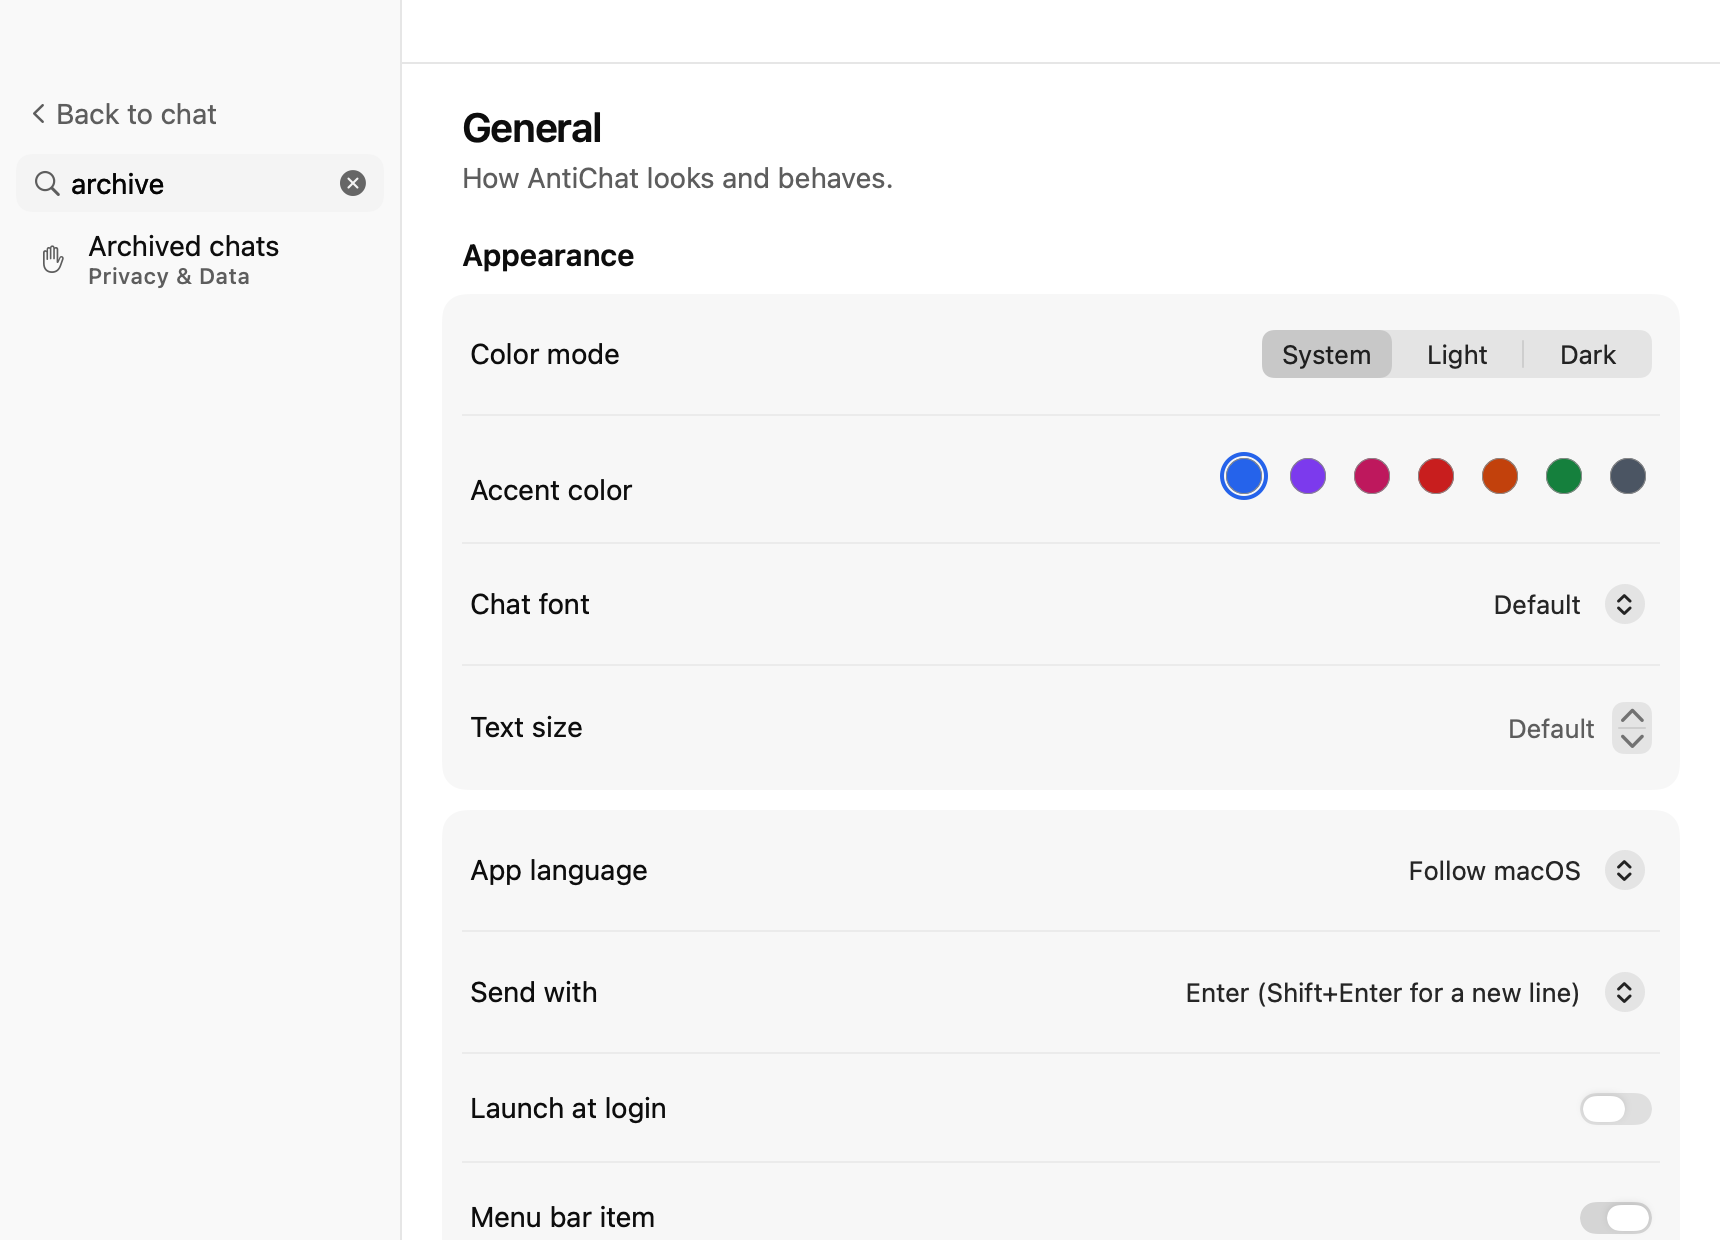 Back to chat
archive
Archived chats
Privacy & Data
General
How AntiChat looks and behaves.
Appearance
Color mode
System Light Dark
Accent color
Chat font
Default
Text size
Default
App language
Follow macOS
Send with
Enter (Shift+Enter for a new line)
Launch at login
Menu bar item